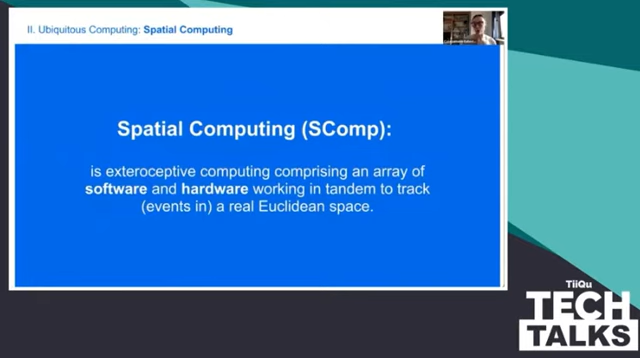 II. Ubiquitous Computing: Spatial Computing
Spatial Computing (SComp):
is exteroceptive computing comprising an array of
software and hardware working in tandem to track
(events in) a real Euclidean space.
TiiQu
TECH
TALKS